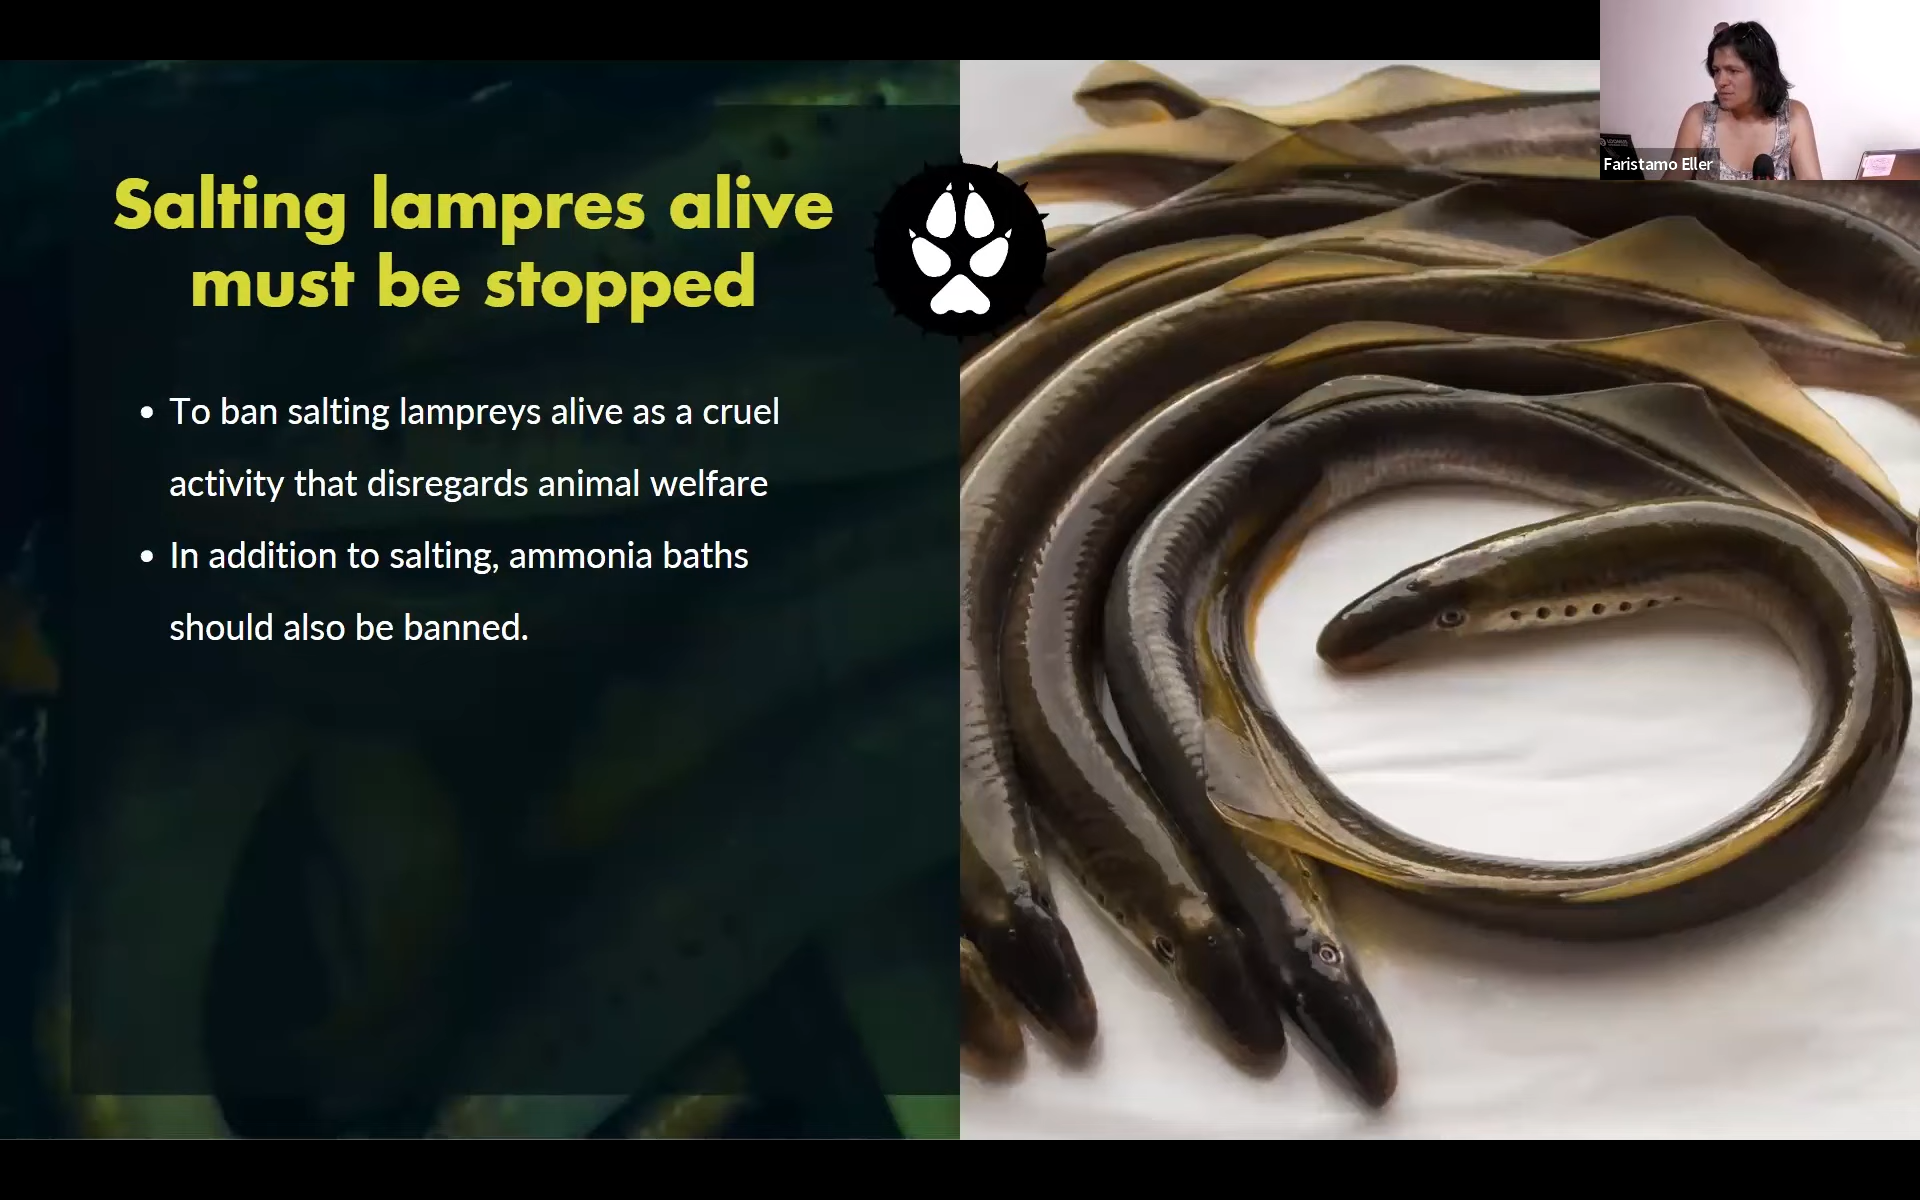 Salting lampres alive
must be stopped
• To ban salting lampreys alive as a cruel
activity that disregards animal welfare
• In addition to salting, ammonia baths
should also be banned.
Faristamo Eller